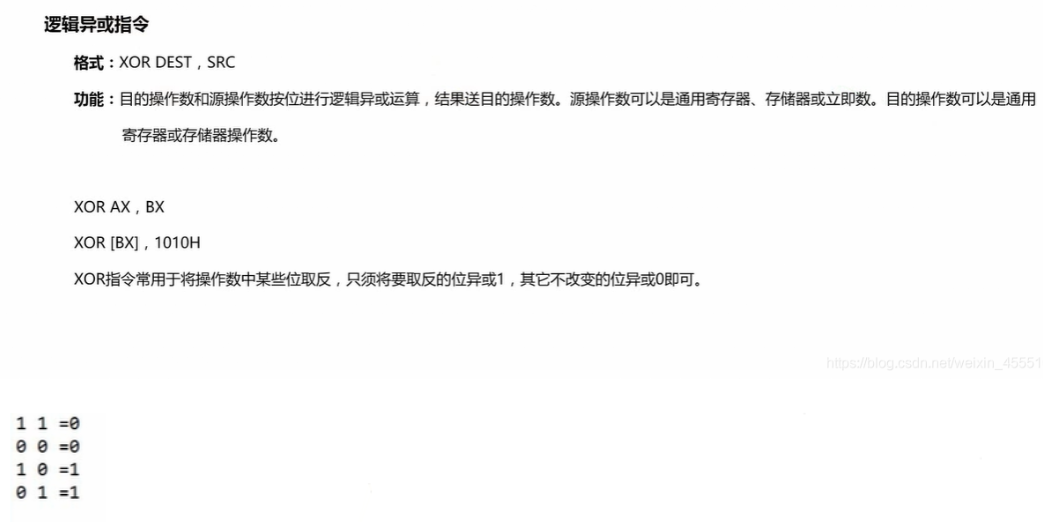 逻辑异或指令
格式：XOR DEST，SRC
功能：目的操作数和源操作数按位进行逻辑异或运算，结果送目的操作数。源操作数可以是通用寄存器、存储器或立即数。目的操作数可以是通用
寄存器或存储器操作数。
XOR AX，BX
XOR [BX]，1010H
XOR指令常用于将操作数中某些位取反，只须将要取反的位异或1，其它不改变的位异或0即可。
https://blog.csdn.net/weixin_45551
1 1 =0
0 0 =0
1 0 =1
0 1 =1